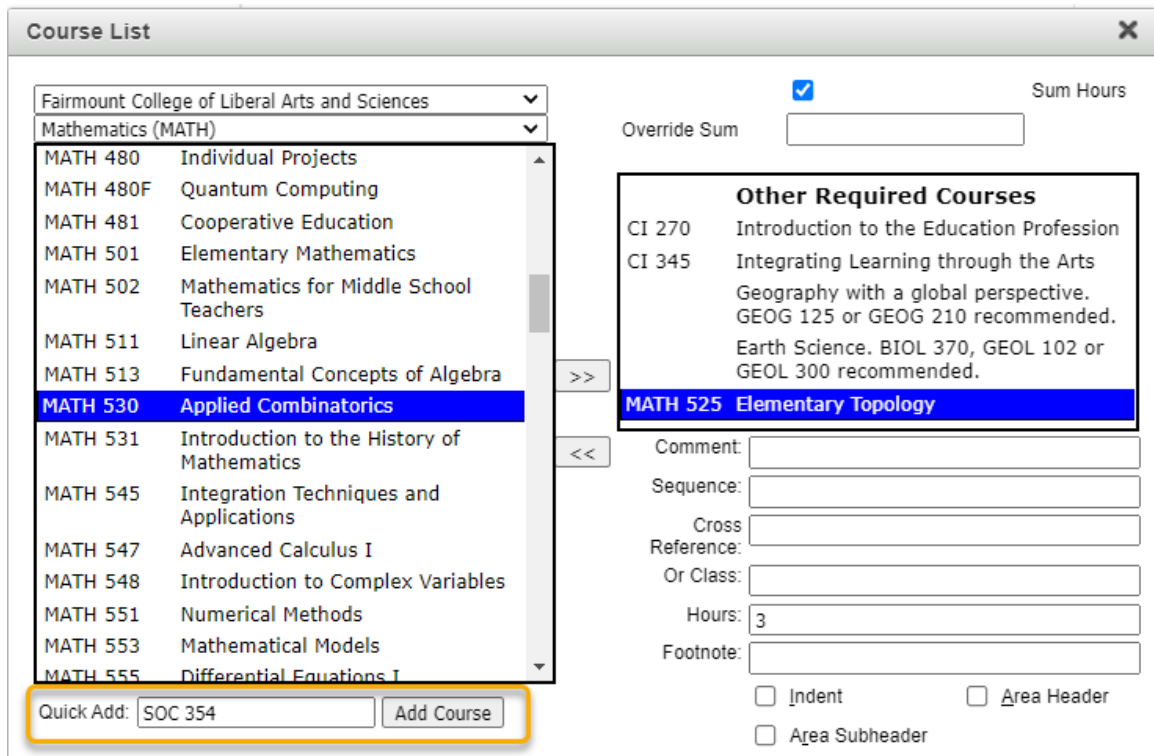 Course List
Fairmount College of Liberal Arts and Sciences
Mathematics (MATH)
MATH 480 Individual Projects
MATH 480F Quantum Computing
MATH 481 Cooperative Education
MATH 501 Elementary Mathematics
MATH 502 Mathematics for Middle School
Teachers
MATH 511 Linear Algebra
MATH 513 Fundamental Concepts of Algebra
MATH 530 Applied Combinatorics
MATH 531 Introduction to the History of
Mathematics
MATH 545 Integration Techniques and
Applications
MATH 547 Advanced Calculus I
MATH 548 Introduction to Complex Variables
MATH 551 Numerical Methods
MATH 553 Mathematical Models
MATH 555 Differential Equations I
Quick Add: SOC 354 Add Course
>>
<<
Sum Hours
Override Sum
Other Required Courses
CI 270 Introduction to the Education Profession
CI 345 Integrating Learning through the Arts
Geography with a global perspective.
GEOG 125 or GEOG 210 recommended.
Earth Science. BIOL 370, GEOL 102 or
GEOL 300 recommended.
MATH 525 Elementary Topology
Comment:
Sequence:
Cross
Reference:
Or Class:
Hours: 3
Footnote:
Indent Area Header
Area Subheader